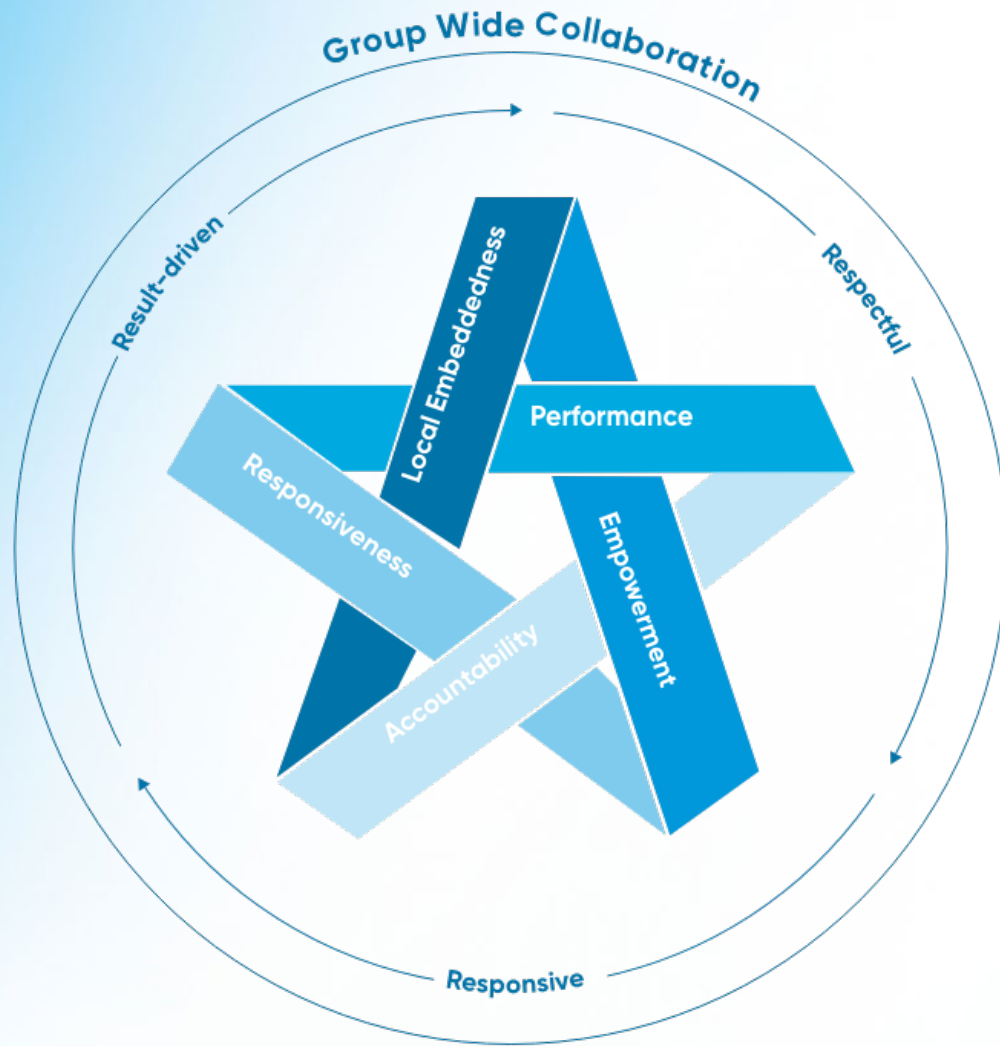 Group Wide Collaboration
Result-driven
Respectful
Local Embeddedness
Performance
Responsiveness
Empowerment
Accountability
Responsive